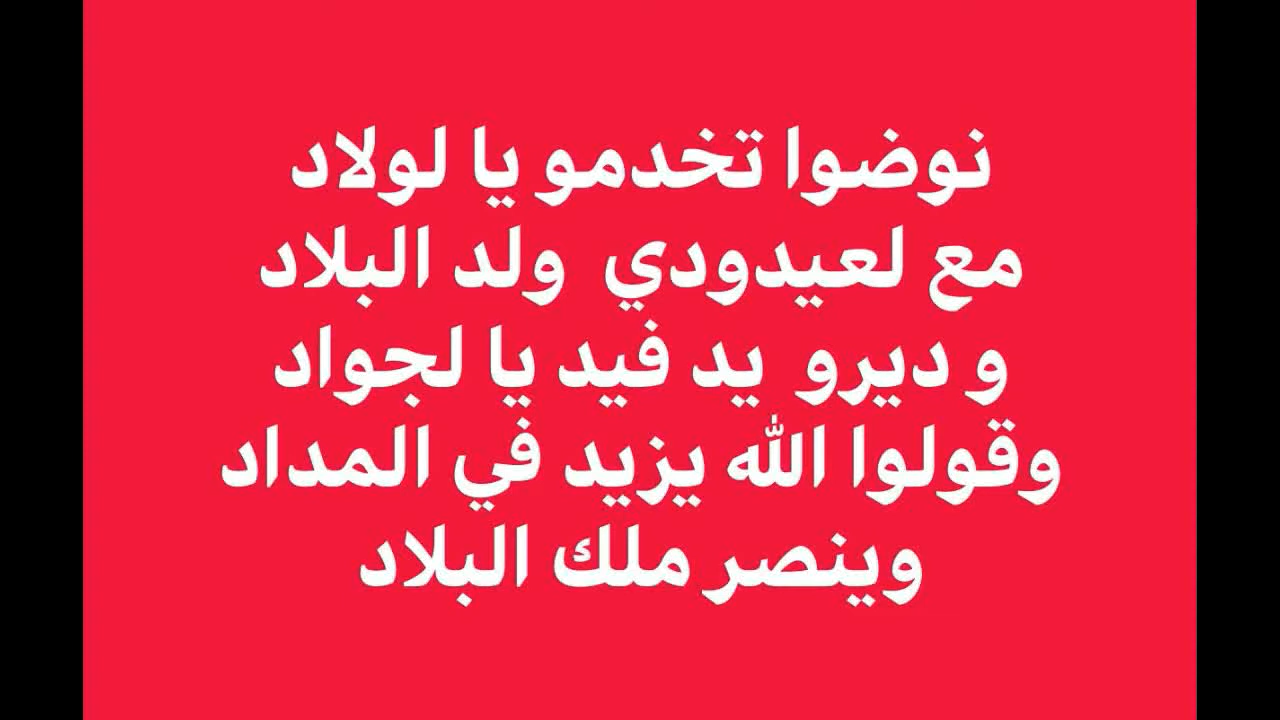 نوضوا تخدمو يا لولاد
مع لعيدودي ولد البلاد
و ديرو يد فيد يا لجواد
وقولوا الله يزيد في المداد
وينصر ملك البلاد